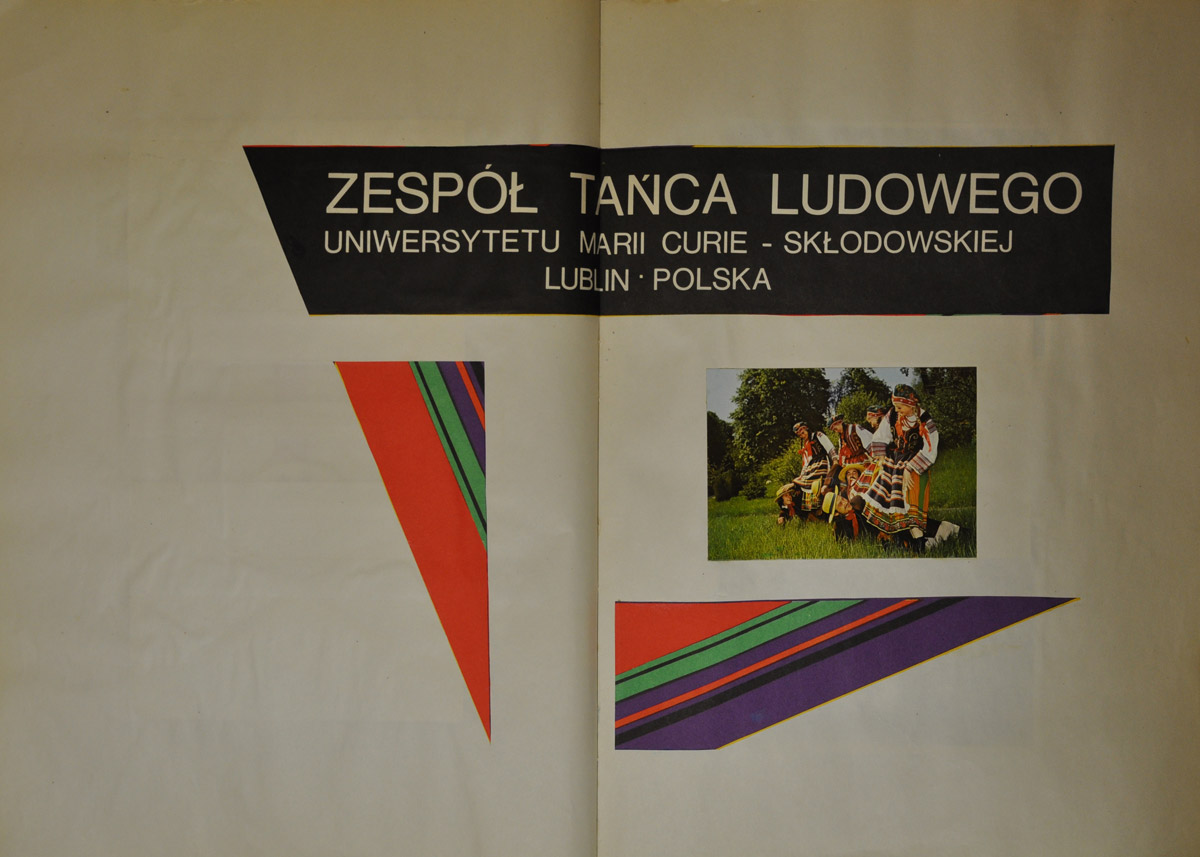 ZESPÓŁ TAŃCA LUDOWEGO
UNIWERSYTETU MARII CURIE - SKŁODOWSKIEJ
LUBLIN · POLSKA